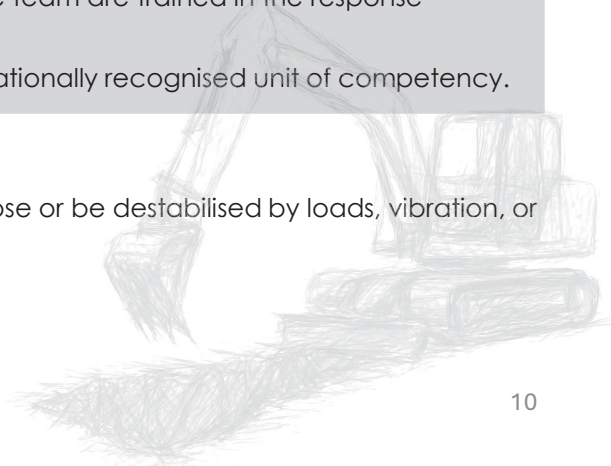 team are trained in the response
ationally recognised unit of competency.
ose or be destabilised by loads, vibration, or
10